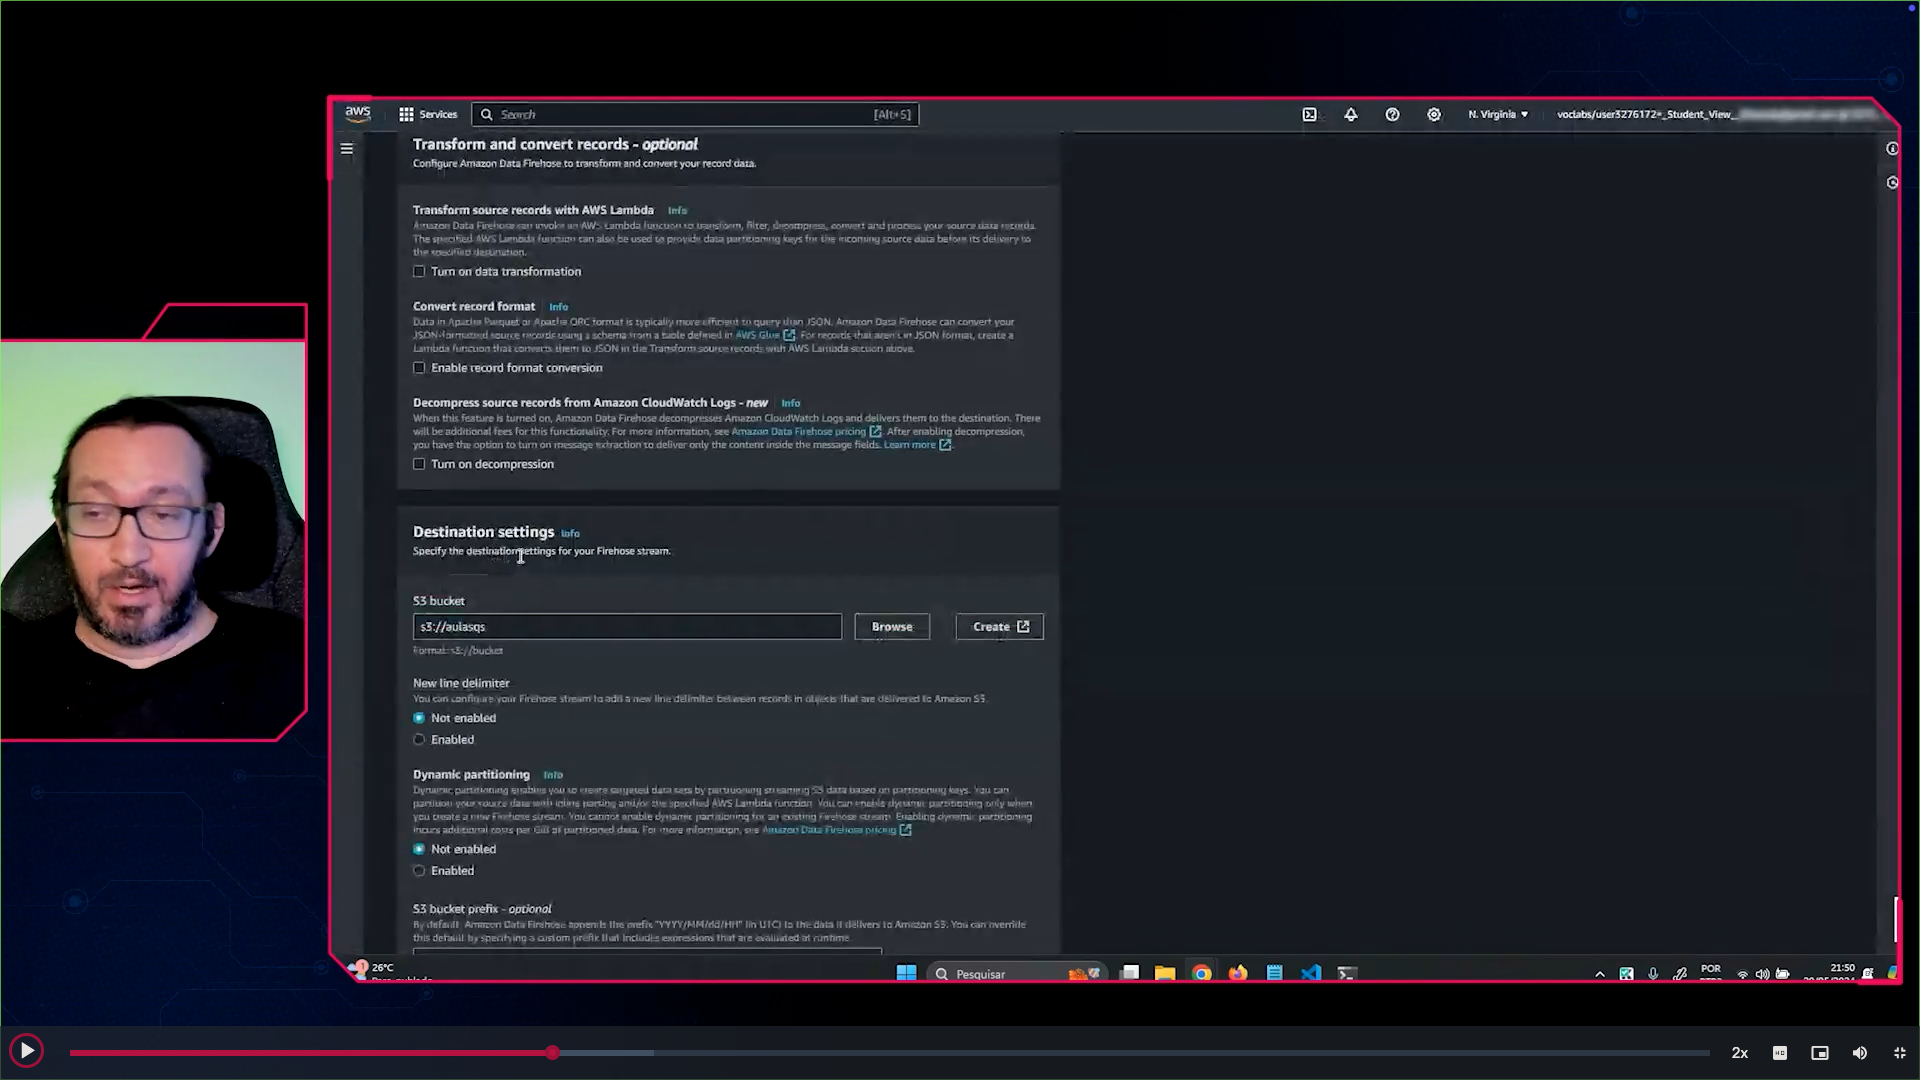 aws
Services
Search
[Alt+S]
N. Virginia
voclabs/user3276172=_Student_View_
Transform and convert records - optional
Configure Amazon Data Firehose to transform and convert your record data.
Transform source records with AWS Lambda Info
Amazon Data Firehose can invoke an AWS Lambda function to transform, filter, decompress, convert and process your source data records.
The specified AWS Lambda function can also be used to provide data partitioning keys for the incoming source data before its delivery to
the specified destination.
Turn on data transformation
Convert record format Info
Data in Apache Parquet or Apache ORC format is typically more efficient to query than JSON. Amazon Data Firehose can convert your
JSON-formatted source records using a schema from a table defined in AWS Glue. For records that aren't in JSON format, create a
Lambda function that converts them to JSON in the Transform source records with AWS Lambda section above.
Enable record format conversion
Decompress source records from Amazon CloudWatch Logs - new Info
When this feature is turned on, Amazon Data Firehose decompresses Amazon CloudWatch Logs and delivers them to the destination. There
will be additional fees for this functionality. For more information, see Amazon Data Firehose pricing. After enabling decompression,
you have the option to turn on message extraction to deliver only the content inside the message fields. Learn more.
Turn on decompression
Destination settings Info
Specify the destination settings for your Firehose stream.
S3 bucket
s3://aulasqs
Browse
Create
Format: s3://bucket
New line delimiter
You can configure your Firehose stream to add a new line delimiter between records in objects that are delivered to Amazon S3.
Not enabled
Enabled
Dynamic partitioning Info
Dynamic partitioning enables you to create targeted data sets by partitioning streaming S3 data based on partitioning keys. You can
partition your source data with inline parsing and/or the specified AWS Lambda function. You can enable dynamic partitioning only when
you create a new Firehose stream. You cannot enable dynamic partitioning for an existing Firehose stream. Enabling dynamic partitioning
incurs additional costs per GiB of partitioned data. For more information, see Amazon Data Firehose pricing
Not enabled
Enabled
S3 bucket prefix - optional
By default, Amazon Data Firehose appends the prefix "YYYY/MM/dd/HH" (in UTC) to the data it delivers to Amazon S3. You can override
this default by specifying a custom prefix that includes expressions that are evaluated at runtime.
1
26°C
Pesquisar
POR
21:50
2x
HD